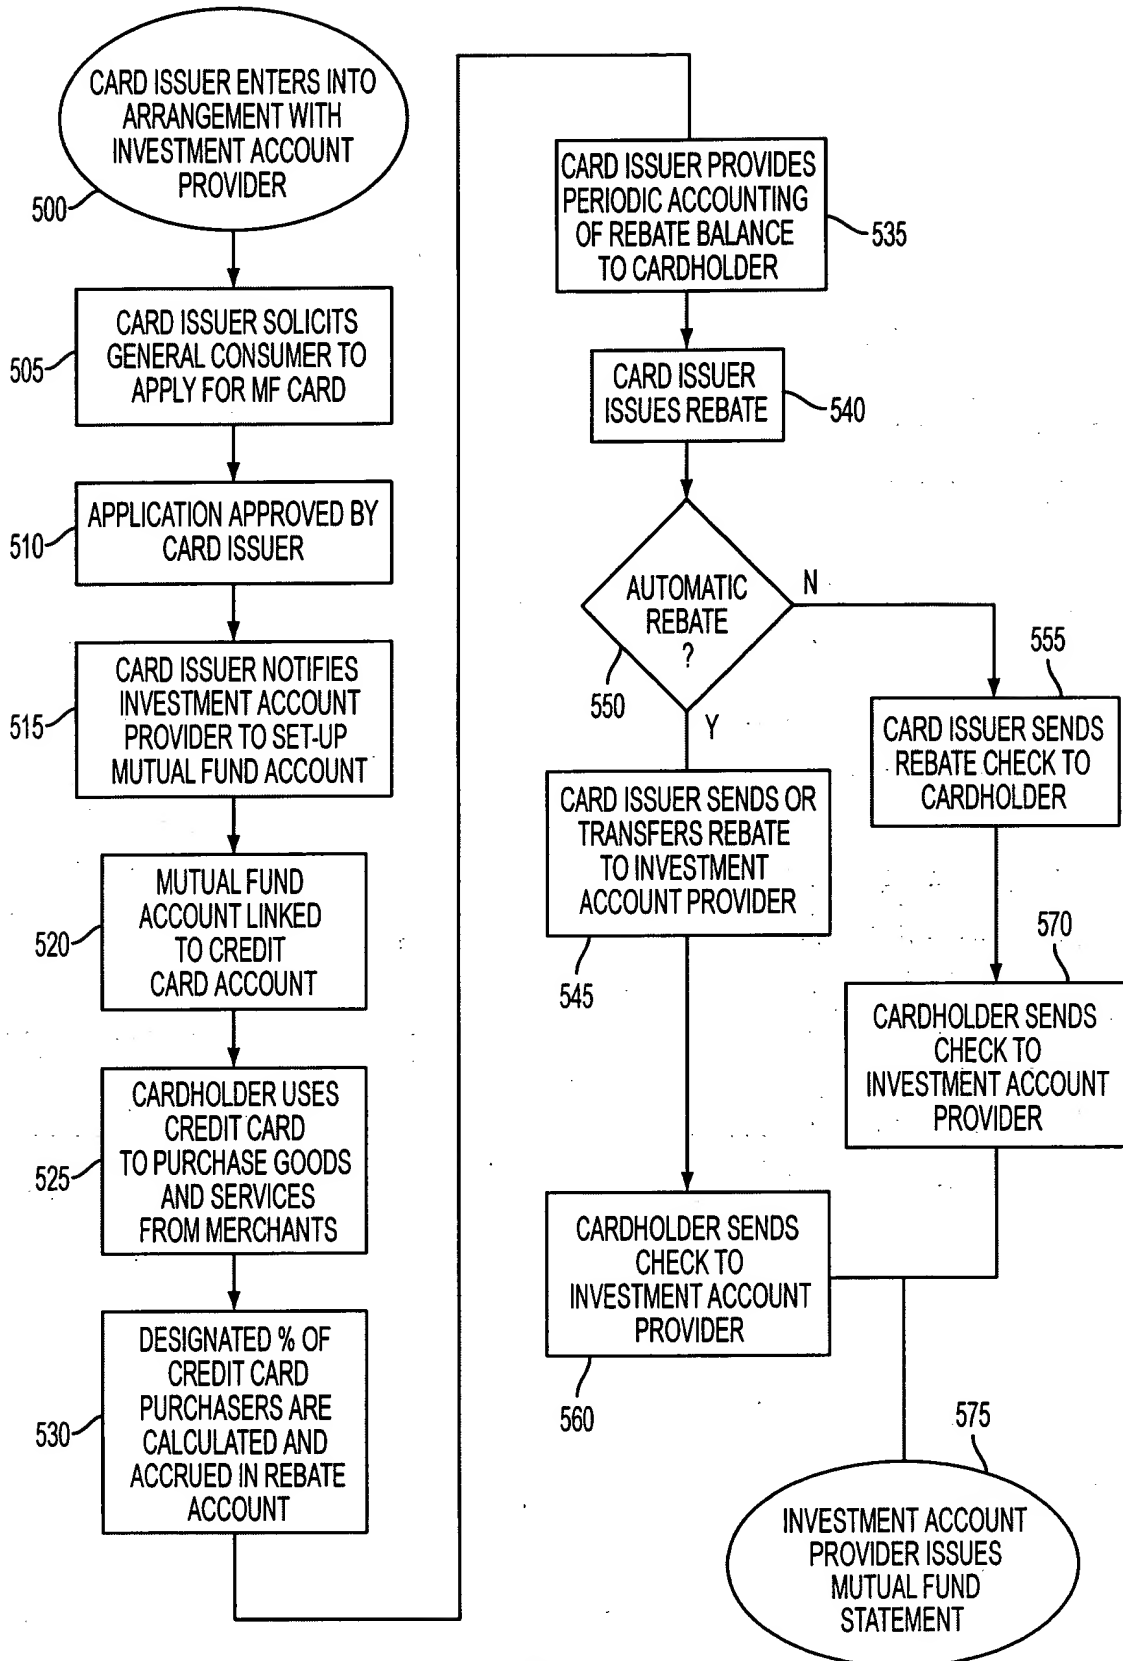 CARD ISSUER ENTERS INTO
ARRANGEMENT WITH
INVESTMENT ACCOUNT
PROVIDER
500
CARD ISSUER SOLICITS
GENERAL CONSUMER TO
APPLY FOR MF CARD
505
APPLICATION APPROVED BY
CARD ISSUER
510
CARD ISSUER NOTIFIES
INVESTMENT ACCOUNT
PROVIDER TO SET-UP
MUTUAL FUND ACCOUNT
515
MUTUAL FUND
ACCOUNT LINKED
TO CREDIT
CARD ACCOUNT
520
CARDHOLDER USES
CREDIT CARD
TO PURCHASE GOODS
AND SERVICES
FROM MERCHANTS
525
DESIGNATED % OF
CREDIT CARD
PURCHASERS ARE
CALCULATED AND
ACCRUED IN REBATE
ACCOUNT
530
CARD ISSUER PROVIDES
PERIODIC ACCOUNTING
OF REBATE BALANCE
TO CARDHOLDER
535
CARD ISSUER
ISSUES REBATE
540
AUTOMATIC
REBATE
?
550
N
Y
CARD ISSUER SENDS OR
TRANSFERS REBATE
TO INVESTMENT
ACCOUNT PROVIDER
545
555
CARD ISSUER SENDS
REBATE CHECK TO
CARDHOLDER
570
CARDHOLDER SENDS
CHECK TO
INVESTMENT ACCOUNT
PROVIDER
CARDHOLDER SENDS
CHECK TO
INVESTMENT ACCOUNT
PROVIDER
560
575
INVESTMENT ACCOUNT
PROVIDER ISSUES
MUTUAL FUND
STATEMENT